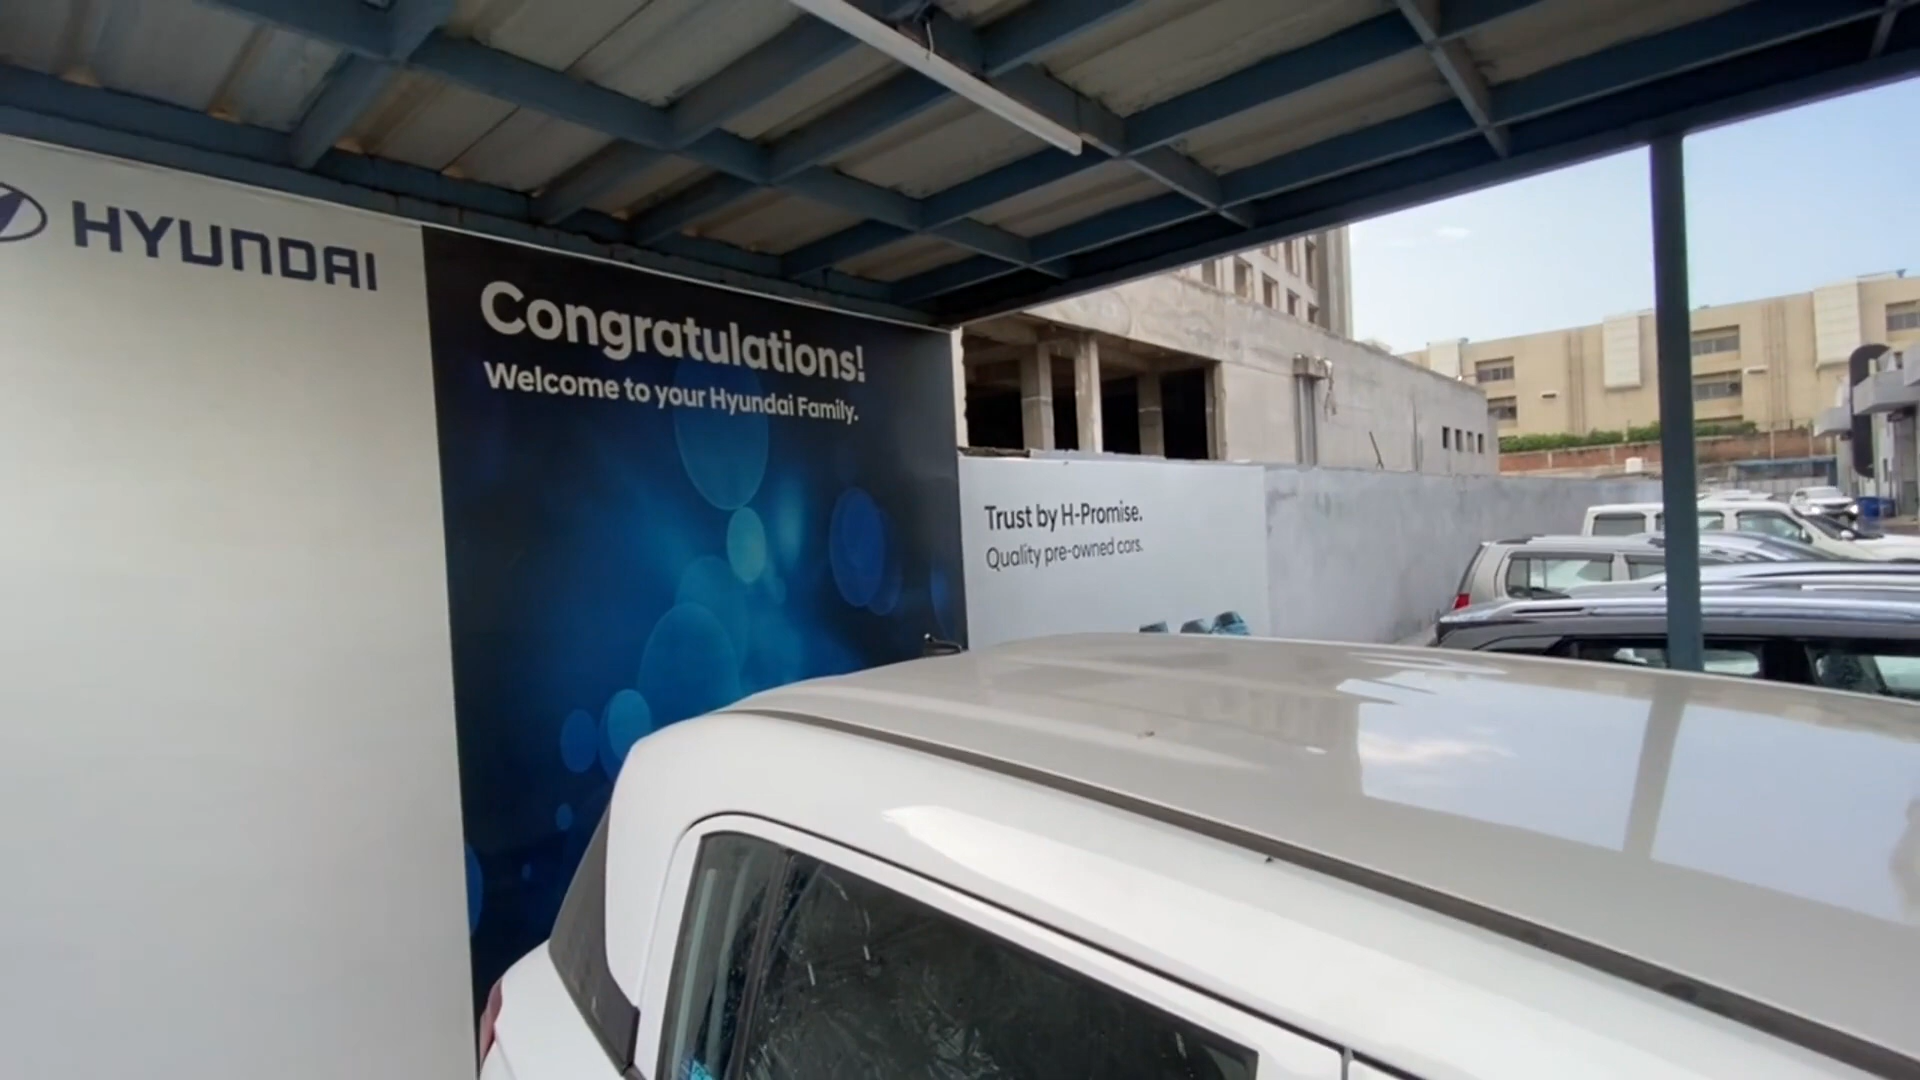 HYUNDAI
Congratulations!
Welcome to your Hyundai Family.
Trust by H-Promise.
Quality pre-owned cars.